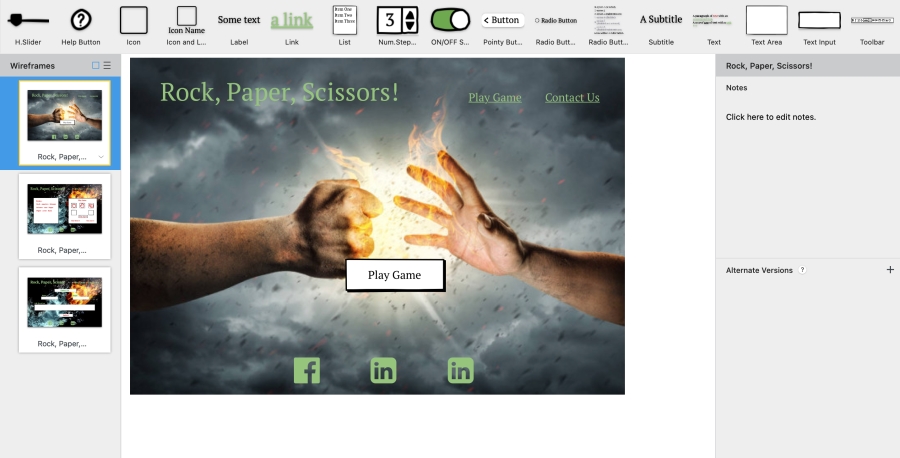 Item One
Item Two
Item Three
Icon Name
Some text
a link
3
< Button
Radio Button
A Subtitle
H.Slider
Help Button
Icon
Icon and L...
Label
Link
List
Num.Step...
ON/OFF S...
Pointy But...
Radio Butt...
Radio Butt...
Subtitle
Text
Text Area
Text Input
Toolbar
Wireframes
Rock, Paper,...
Rock, Paper,...
Rock, Paper,...
Rock, Paper, Scissors!
Play Game
Contact Us
Play Game
f
in
in
Rock, Paper, Scissors!
Notes
Click here to edit notes.
Alternate Versions ?